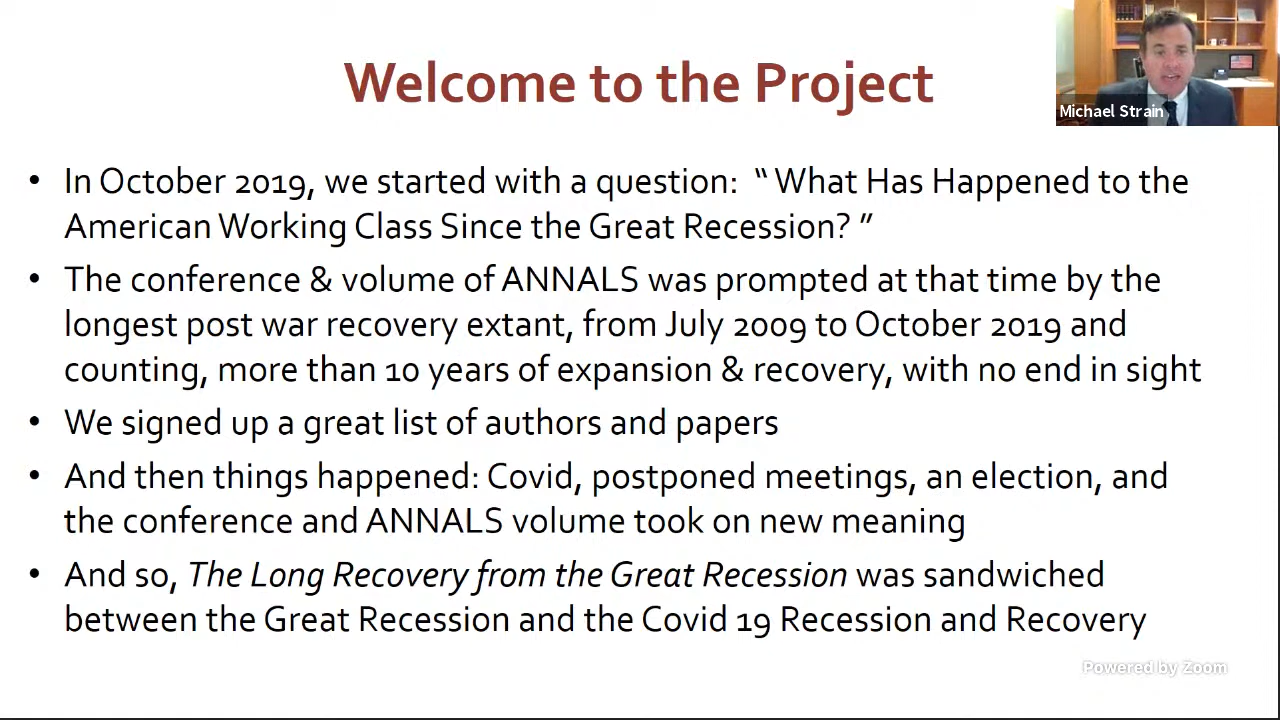 Welcome to the Project
Michael Strain
• In October 2019, we started with a question: “ What Has Happened to the
American Working Class Since the Great Recession? ”
• The conference & volume of ANNALS was prompted at that time by the
longest post war recovery extant, from July 2009 to October 2019 and
counting, more than 10 years of expansion & recovery, with no end in sight
• We signed up a great list of authors and papers
• And then things happened: Covid, postponed meetings, an election, and
the conference and ANNALS volume took on new meaning
• And so, The Long Recovery from the Great Recession was sandwiched
between the Great Recession and the Covid 19 Recession and Recovery
Powered by Zoom